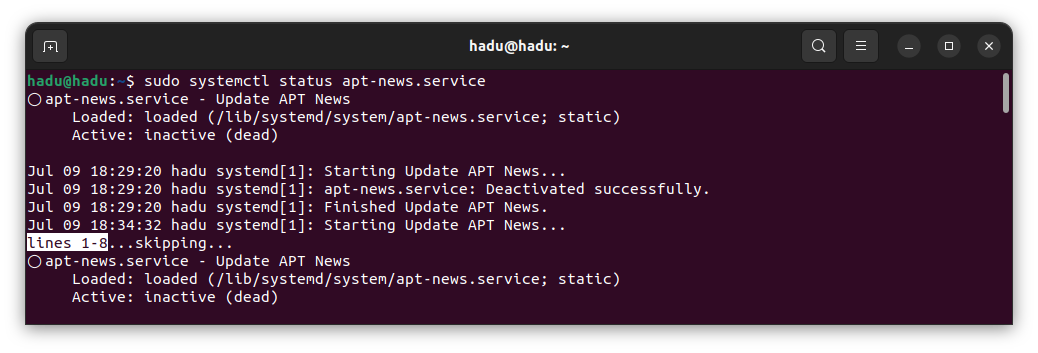 hadu@hadu: ~
hadu@hadu:~$ sudo systemctl status apt-news.service
○ apt-news.service - Update APT News
     Loaded: loaded (/lib/systemd/system/apt-news.service; static)
     Active: inactive (dead)

Jul 09 18:29:20 hadu systemd[1]: Starting Update APT News...
Jul 09 18:29:20 hadu systemd[1]: apt-news.service: Deactivated successfully.
Jul 09 18:29:20 hadu systemd[1]: Finished Update APT News.
Jul 09 18:34:32 hadu systemd[1]: Starting Update APT News...
lines 1-8...skipping...
○ apt-news.service - Update APT News
     Loaded: loaded (/lib/systemd/system/apt-news.service; static)
     Active: inactive (dead)